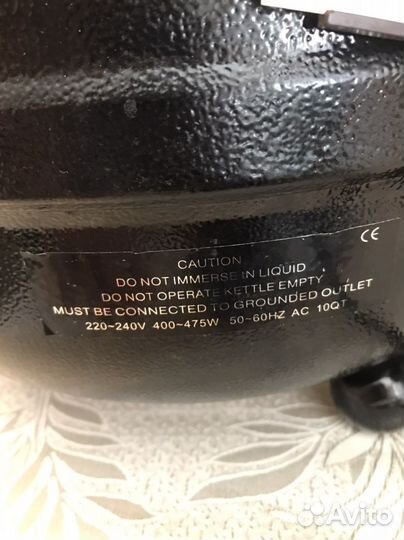 CE
CAUTION
DO NOT IMMERSE IN LIQUID
DO NOT OPERATE KETTLE EMPTY
MUST BE CONNECTED TO GROUNDED OUTLET
220~240V 400~475W 50~60HZ AC 10QT
Avito